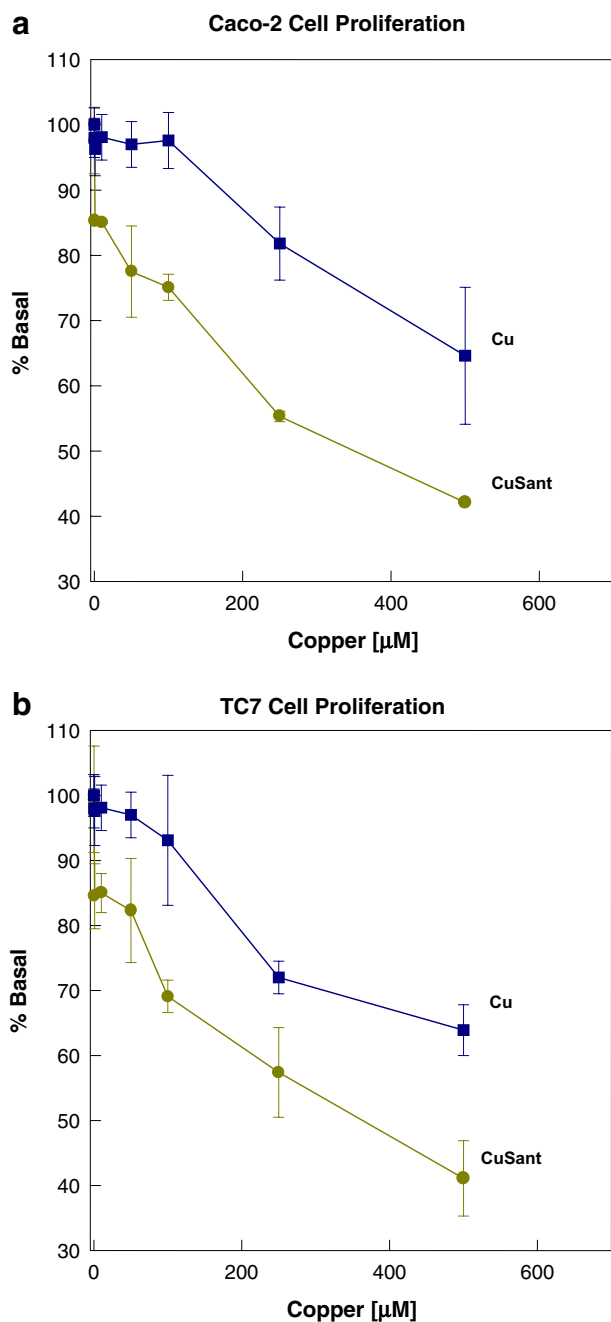 a
Caco-2 Cell Proliferation
110
100
90
80
70
60
50
40
30
% Basal
Cu
CuSant
0 200 400 600
Copper [μM]
b
TC7 Cell Proliferation
110
100
90
80
70
60
50
40
30
% Basal
Cu
CuSant
0 200 400 600
Copper [μM]